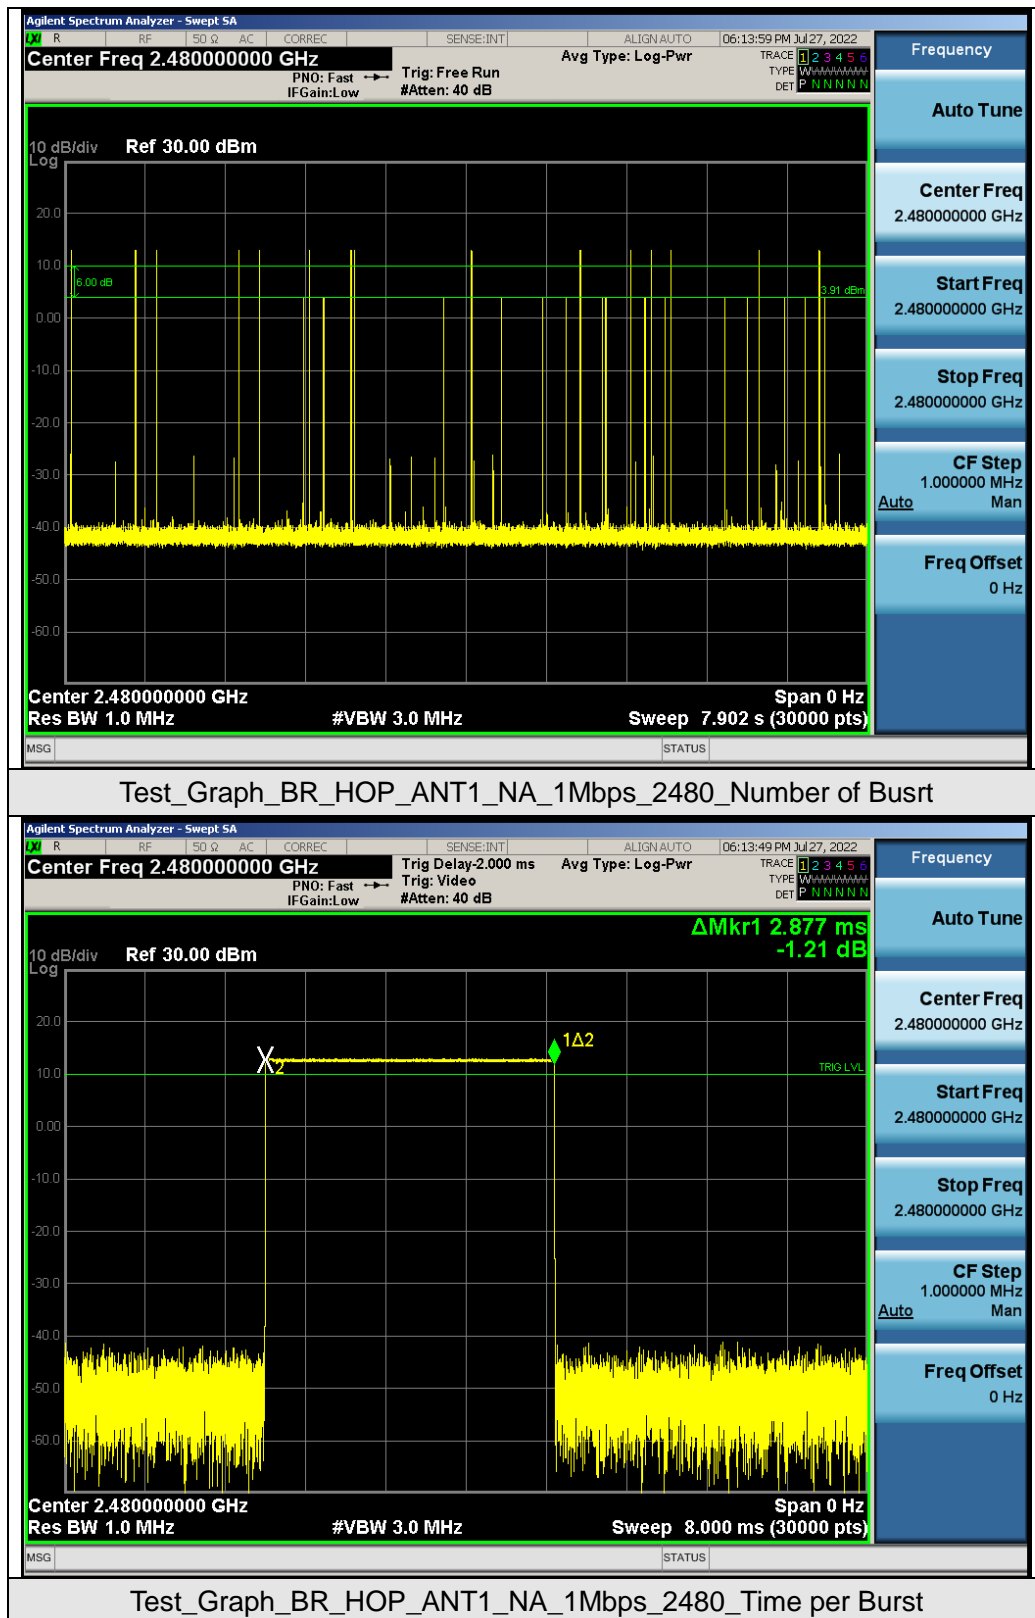 Agilent Spectrum Analyzer - Swept SA
LXI R RF 50 Ω AC CORREC SENSE:INT ALIGN AUTO 06:13:59 PM Jul 27, 2022
Center Freq 2.480000000 GHz
PNO: Fast
IFGain:Low
Trig: Free Run
#Atten: 40 dB
Avg Type: Log-Pwr
TRACE 1 2 3 4 5 6
TYPE WWWWWW
DET P N N N N N
Frequency
Auto Tune
Center Freq
2.480000000 GHz
Start Freq
2.480000000 GHz
Stop Freq
2.480000000 GHz
CF Step
1.000000 MHz
Auto Man
Freq Offset
0 Hz
10 dB/div Ref 30.00 dBm
Log
20.0
10.0
6.00 dB
3.91 dBm
0.00
-10.0
-20.0
-30.0
-40.0
-50.0
-60.0
Center 2.480000000 GHz Span 0 Hz
Res BW 1.0 MHz #VBW 3.0 MHz Sweep 7.902 s (30000 pts)
MSG STATUS
Test_Graph_BR_HOP_ANT1_NA_1Mbps_2480_Number of Busrt
Agilent Spectrum Analyzer - Swept SA
LXI R RF 50 Ω AC CORREC SENSE:INT ALIGN AUTO 06:13:49 PM Jul 27, 2022
Center Freq 2.480000000 GHz
PNO: Fast
IFGain:Low
Trig Delay-2.000 ms
Trig: Video
#Atten: 40 dB
Avg Type: Log-Pwr
TRACE 1 2 3 4 5 6
TYPE WWWWWW
DET P N N N N N
Frequency
Auto Tune
Center Freq
2.480000000 GHz
Start Freq
2.480000000 GHz
Stop Freq
2.480000000 GHz
CF Step
1.000000 MHz
Auto Man
Freq Offset
0 Hz
ΔMkr1 2.877 ms
-1.21 dB
10 dB/div Ref 30.00 dBm
Log
20.0
1Δ2
X2
10.0
TRIG LVL
0.00
-10.0
-20.0
-30.0
-40.0
-50.0
-60.0
Center 2.480000000 GHz Span 0 Hz
Res BW 1.0 MHz #VBW 3.0 MHz Sweep 8.000 ms (30000 pts)
MSG STATUS
Test_Graph_BR_HOP_ANT1_NA_1Mbps_2480_Time per Burst